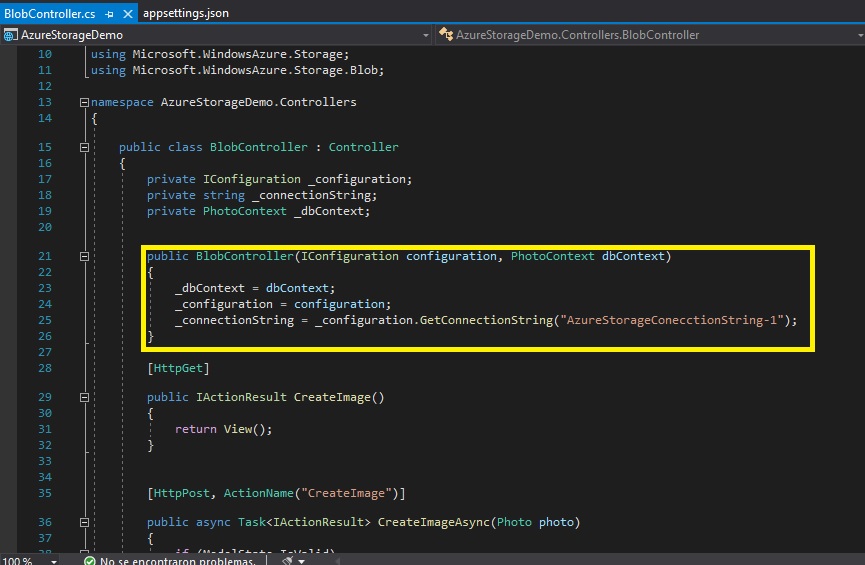 BlobController.cs appsettings.json
AzureStorageDemo AzureStorageDemo.Controllers.BlobController
10 using Microsoft.WindowsAzure.Storage;
11 using Microsoft.WindowsAzure.Storage.Blob;
12
13 namespace AzureStorageDemo.Controllers
14 {
15 public class BlobController : Controller
16 {
17 private IConfiguration _configuration;
18 private string _connectionString;
19 private PhotoContext _dbContext;
20
21 public BlobController(IConfiguration configuration, PhotoContext dbContext)
22 {
23 _dbContext = dbContext;
24 _configuration = configuration;
25 _connectionString = _configuration.GetConnectionString("AzureStorageConecctionString-1");
26 }
27
28 [HttpGet]
29 public IActionResult CreateImage()
30 {
31 return View();
32 }
33
34
35 [HttpPost, ActionName("CreateImage")]
36 public async Task<IActionResult> CreateImageAsync(Photo photo)
37 {
38 if (ModelState.IsValid)
100 % No se encontraron problemas.